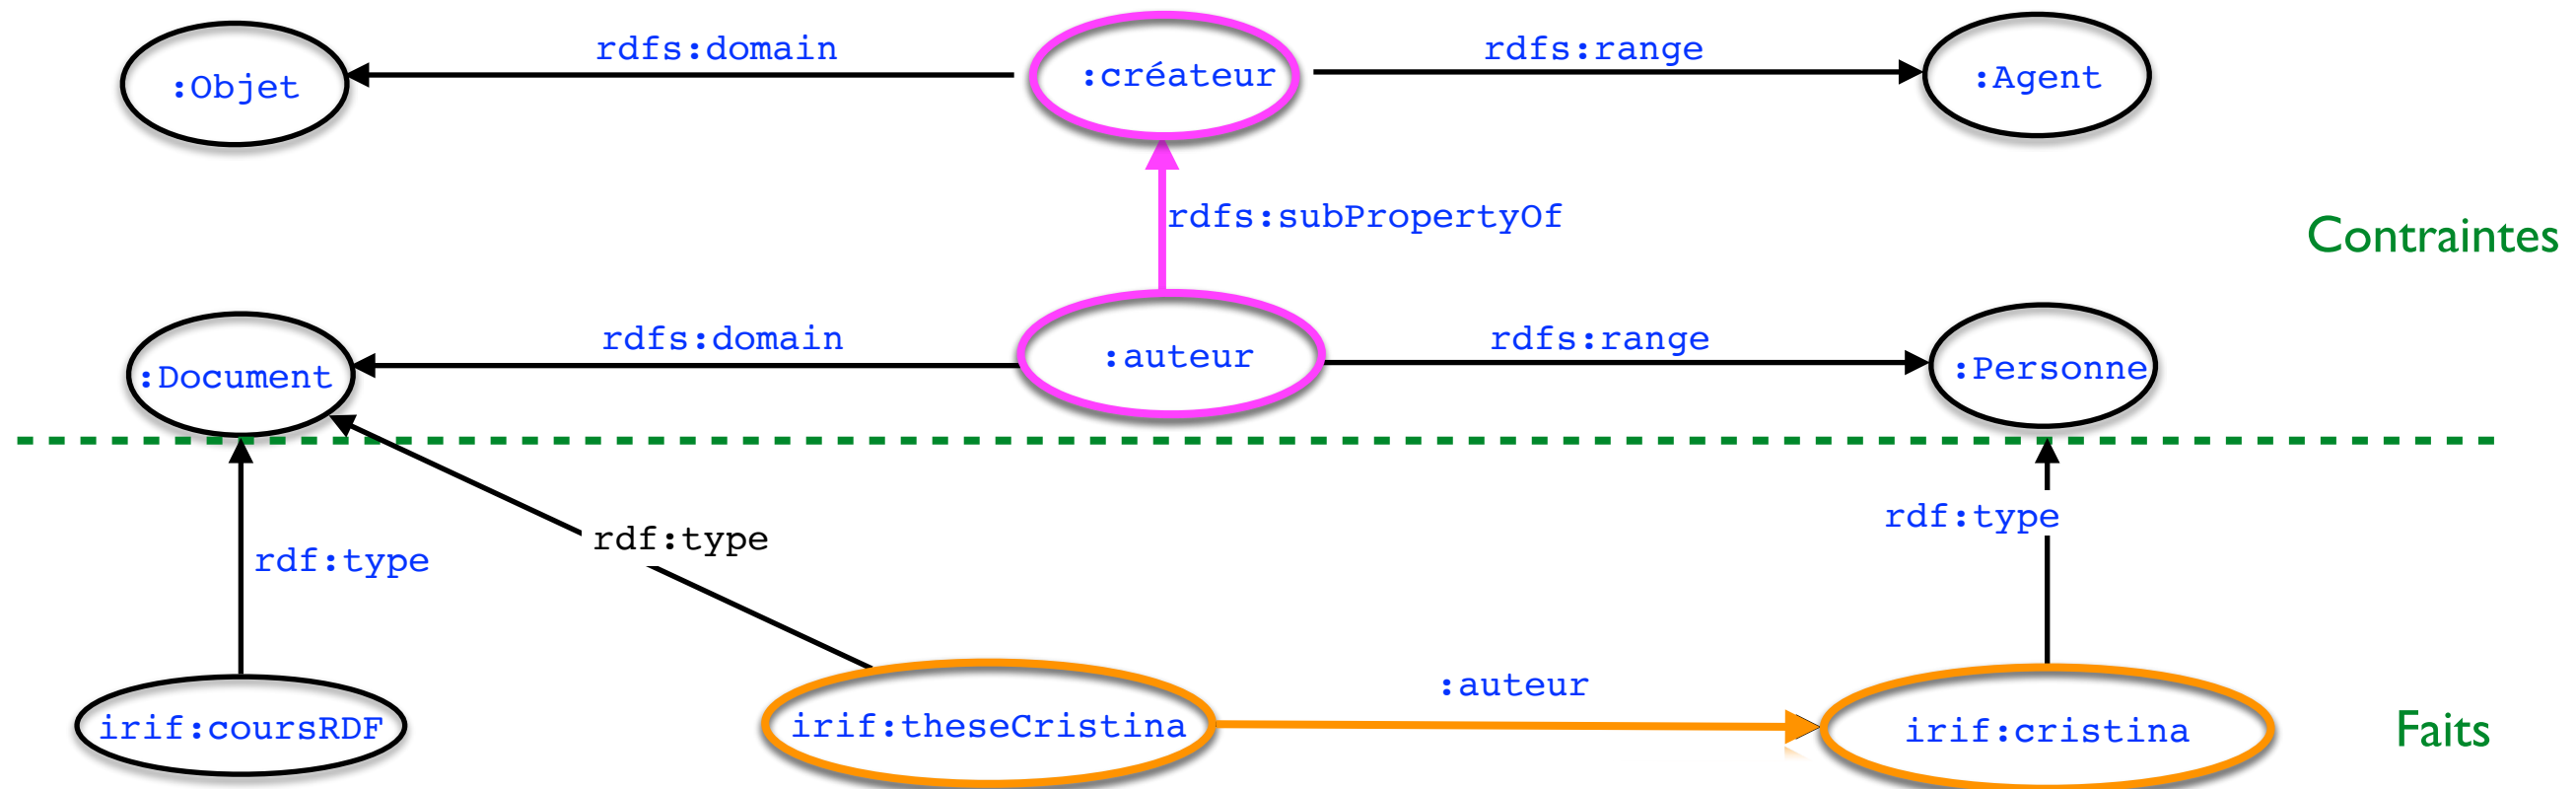 rdfs:domain
:créateur
rdfs:range
:Objet
:Agent
rdfs:subPropertyOf
Contraintes
rdfs:domain
:auteur
rdfs:range
:Document
:Personne
rdf:type
rdf:type
rdf:type
:auteur
irif:coursRDF
irif:theseCristina
irif:cristina
Faits